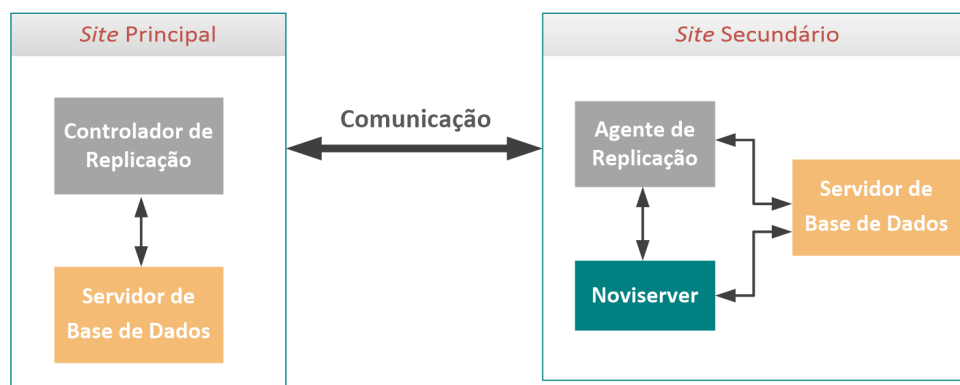 Site Principal
Controlador de
Replicação
Servidor de
Base de Dados
Comunicação
Site Secundário
Agente de
Replicação
Servidor de
Base de Dados
Noviserver